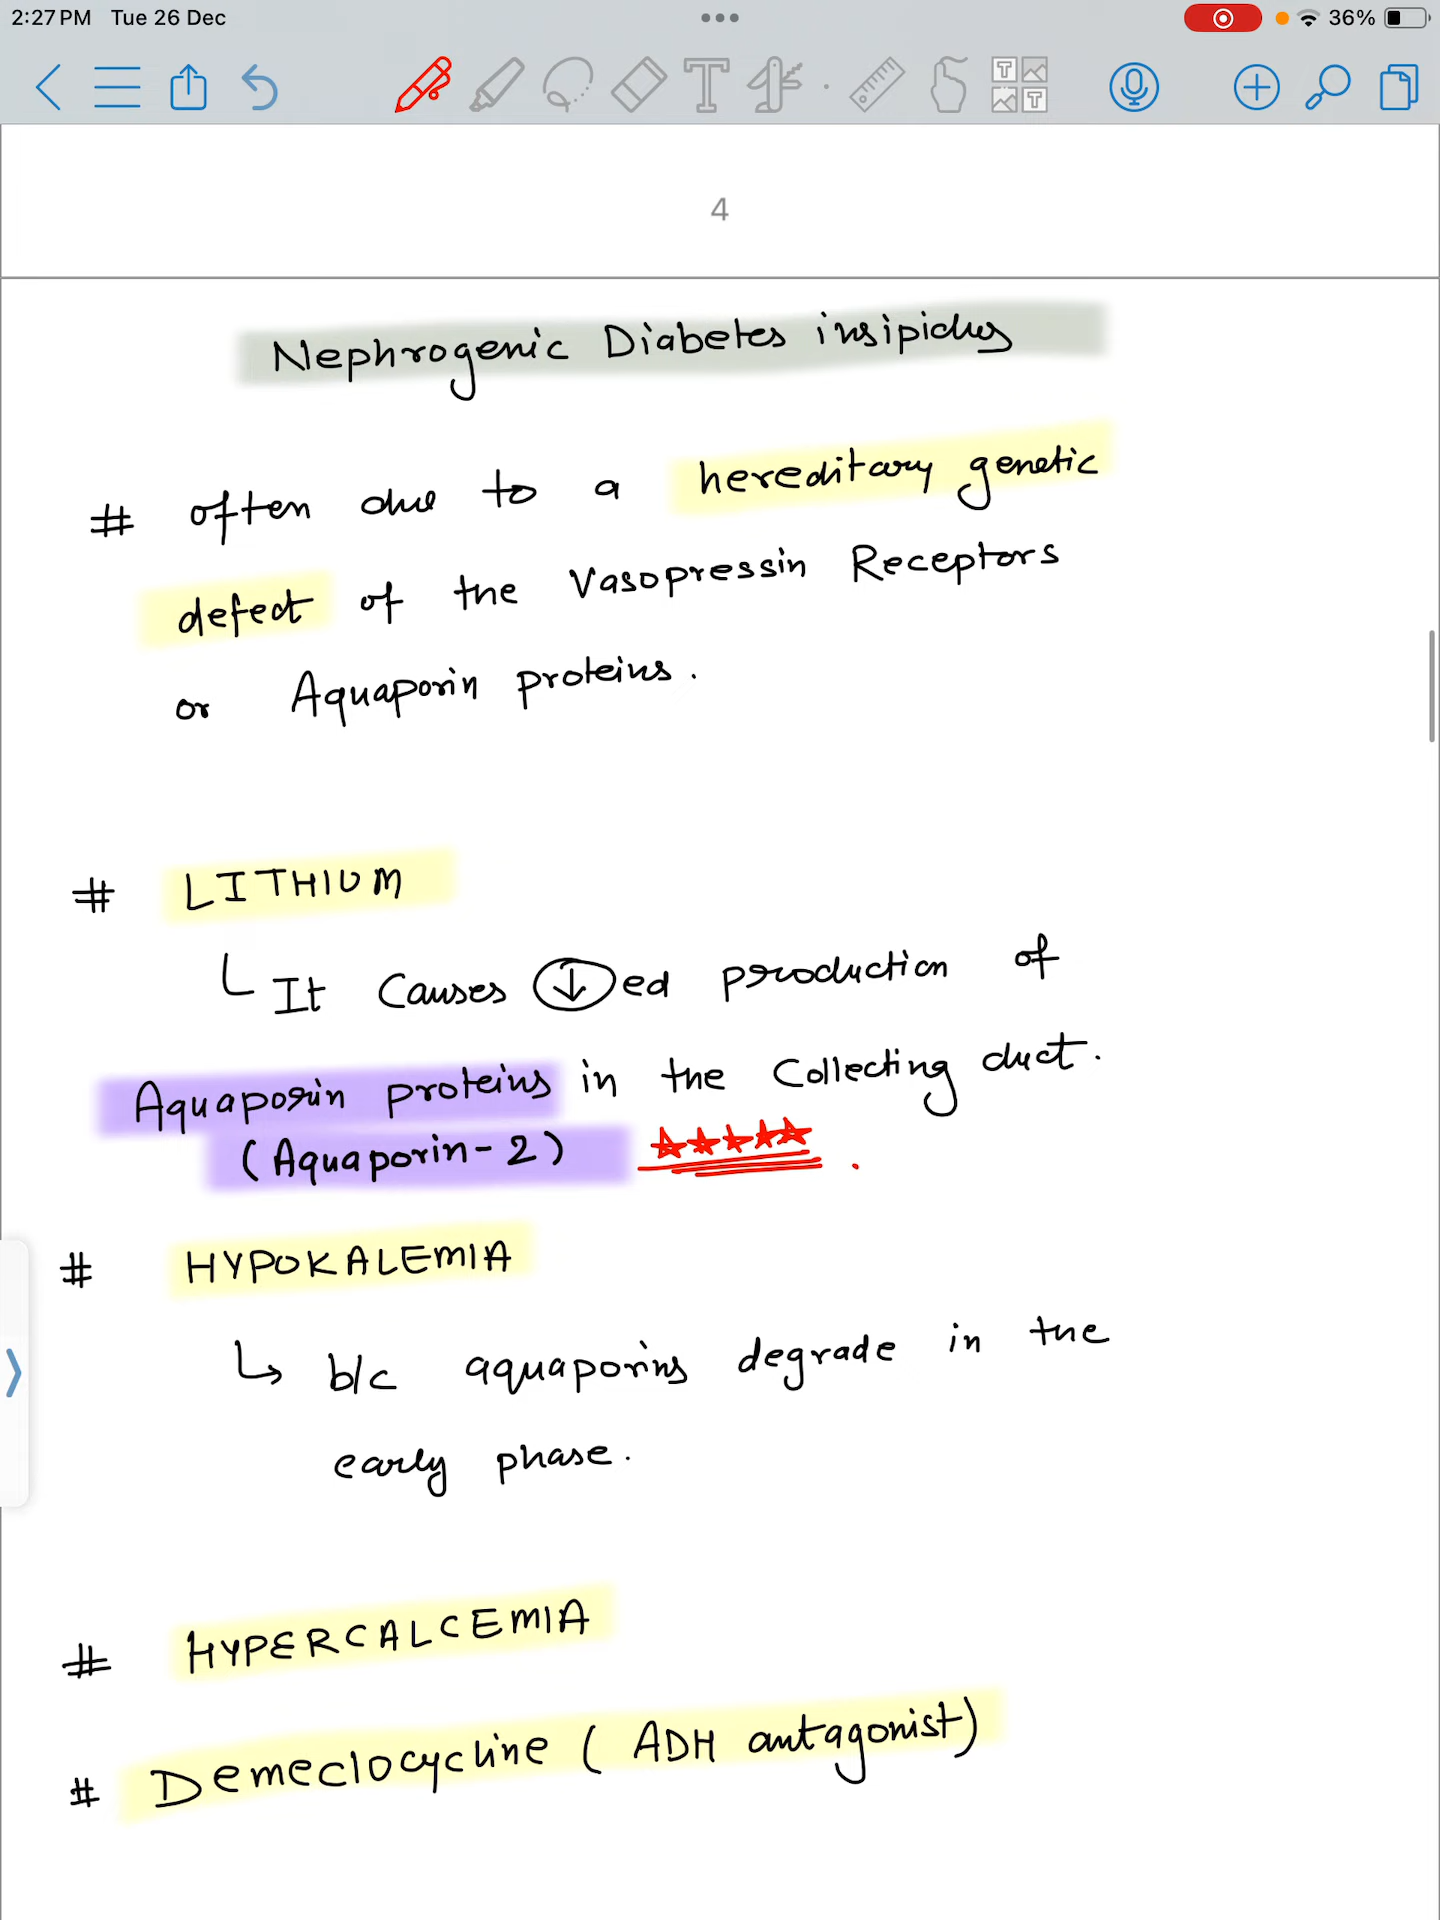 2:27 PM Tue 26 Dec
36%
4
Nephrogenic Diabetes insipidus
# often due to a hereditary genetic
defect of the Vasopressin Receptors
or Aquaporin proteins.
# LITHIUM
It Causes ↓ed production of
Aquaporin proteins in the Collecting duct.
(Aquaporin-2)
# HYPOKALEMIA
↳ b/c aquaporins degrade in the
early phase.
# HYPERCALCEMIA
# Demeclocycline (ADH antagonist)